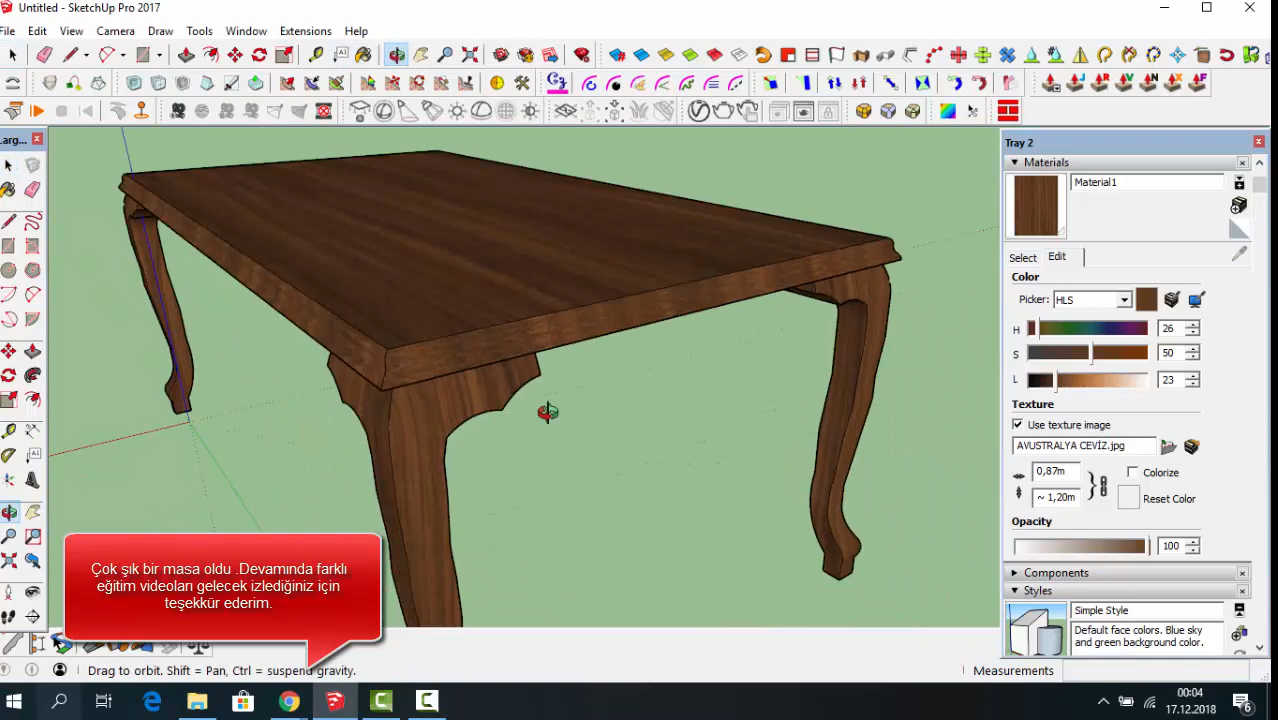 Untitled - SketchUp Pro 2017
File Edit View Camera Draw Tools Window Extensions Help
Larg...
Tray 2
Materials
Material1
Select Edit
Color
Picker: HLS
H 26
S 50
L 23
Texture
Use texture image
AVUSTRALYA CEVİZ.jpg
0,87m
Colorize
~ 1,20m
Reset Color
Opacity
100
Components
Styles
Simple Style
Default face colors. Blue sky
and green background color.
Çok şık bir masa oldu .Devamında farklı
eğitim videoları gelecek izlediğiniz için
teşekkür ederim.
Drag to orbit. Shift = Pan, Ctrl = suspend gravity.
Measurements
00:04
17.12.2018
6